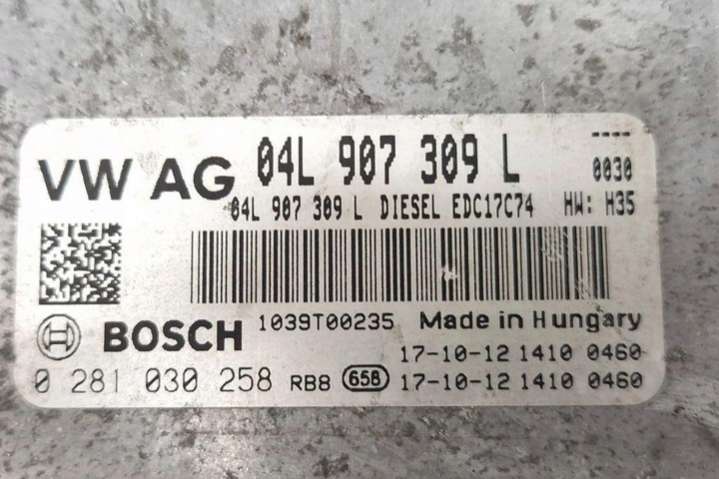 VW AG 04L 907 309 L ----
0030
04L 907 309 L DIESEL EDC17C74 HW: H35
BOSCH 1039T00235 Made in Hungary
17-10-12 1410 0460
0 281 030 258 RB8 658 17-10-12 1410 0460